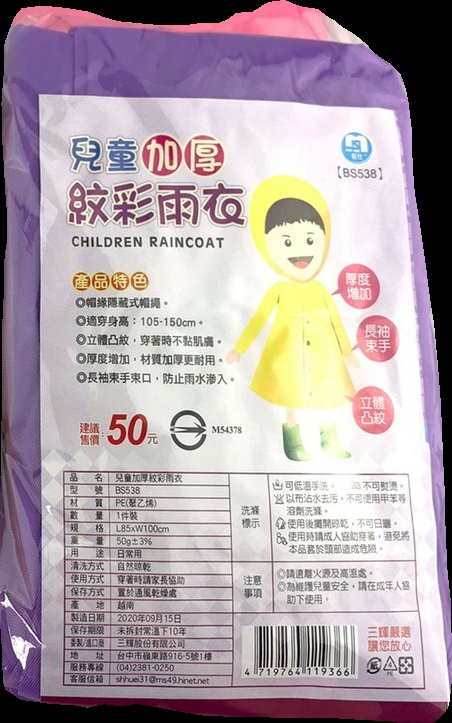 兒童加厚
紋彩雨衣
CHILDREN RAINCOAT
【BS538】
產品特色
◎帽緣隱藏式帽繩。
◎適穿身高：105-150cm。
◎立體凸紋，穿著時不黏肌膚。
◎厚度增加，材質加厚更耐用。
◎長袖束手束口，防止雨水滲入。
厚度
增加
長袖
束手
立體
凸紋
建議
售價:50元
M54378
品 名 兒童加厚紋彩雨衣
型 號 BS538
材 質 PE(聚乙烯)
數 量 1件裝
規 格 L85xW100cm
重 量 50g±3%
用 途 日常用
清洗方式 自然晾乾
使用方式 穿著時請家長協助
保存方式 置於通風乾燥處
產 地 越南
製造日期 2020年09月15日
保存期限 未拆封常溫下10年
委製/進口商 三輝股份有限公司
地 址 台中市嶺東路916-5號1樓
服務專線 (04)2381-0250
客服信箱 shhuei31@ms49.hinet.net
洗滌
標示
可低溫手洗 不可熨燙。
以布沾水去污，不可使用甲苯等
溶劑洗滌。
使用後攤開晾乾，不可日曬。
使用時請成人協助穿著，避免將
本品套於頭部造成危險。
注意
事項
◎請遠離火源及高溫處。
◎為維護兒童安全，請在成年人協
助下使用。
4 719764 119366
三輝嚴選
讓您放心